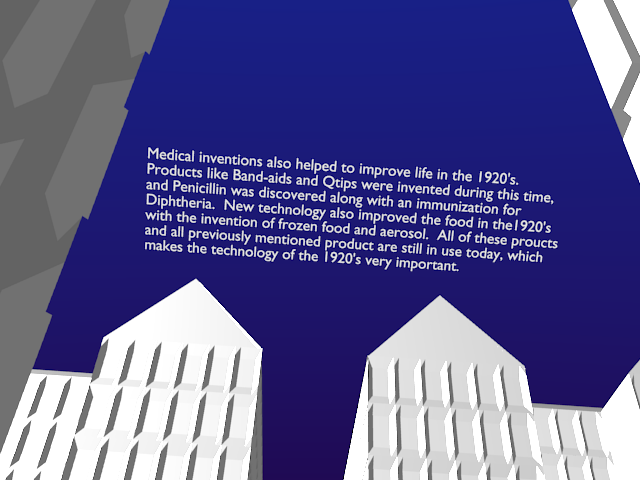 Medical inventions also helped to improve life in the 1920's.
Products like Band-aids and Qtips were invented during this time,
and Penicillin was discovered along with an immunization for
Diphtheria.  New technology also improved the food in the1920's
with the invention of frozen food and aerosol.  All of these proucts
and all previously mentioned product are still in use today, which
makes the technology of the 1920's very important.